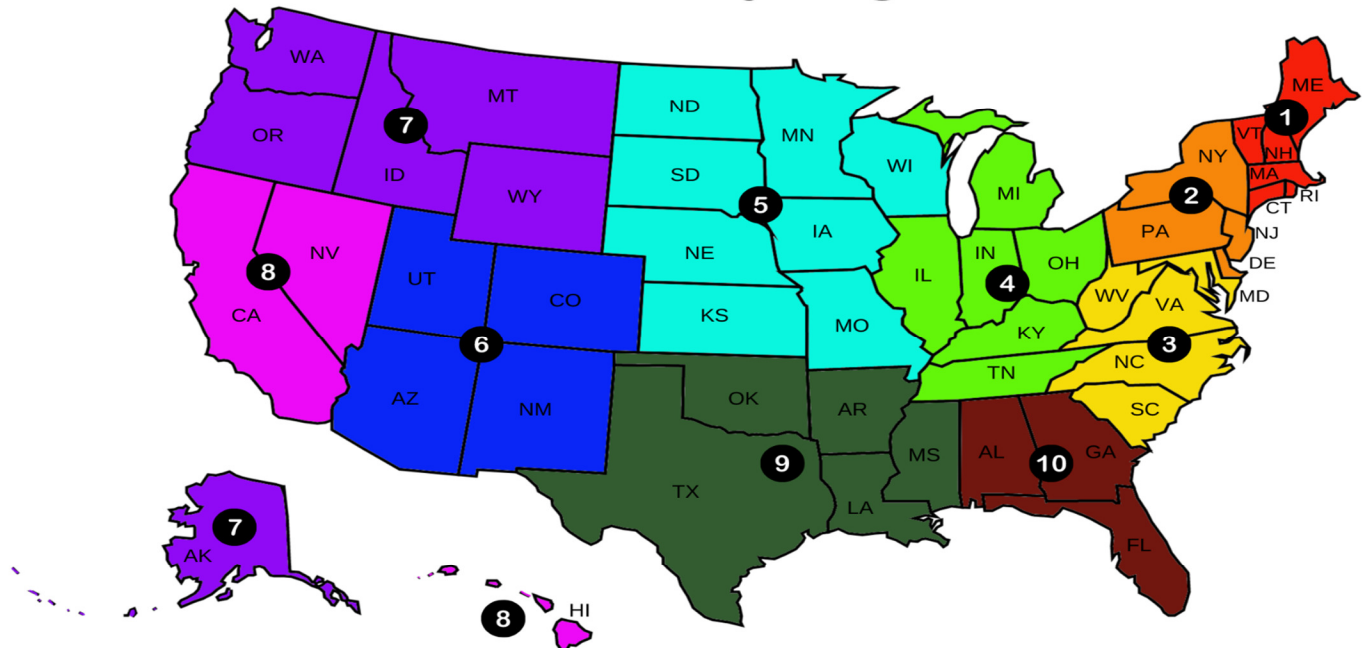 WA
MT
ND
MN
ME
7
1
OR
VT
NH
NY
ID
SD
WI
MI
MA
WY
5
2
RI
CT
NV
NE
IA
PA
NJ
8
UT
IL
IN
OH
DE
4
CA
CO
KS
MO
WV
VA
MD
KY
6
3
NC
TN
AZ
NM
OK
AR
SC
MS
AL
GA
9
10
TX
LA
7
AK
FL
HI
8